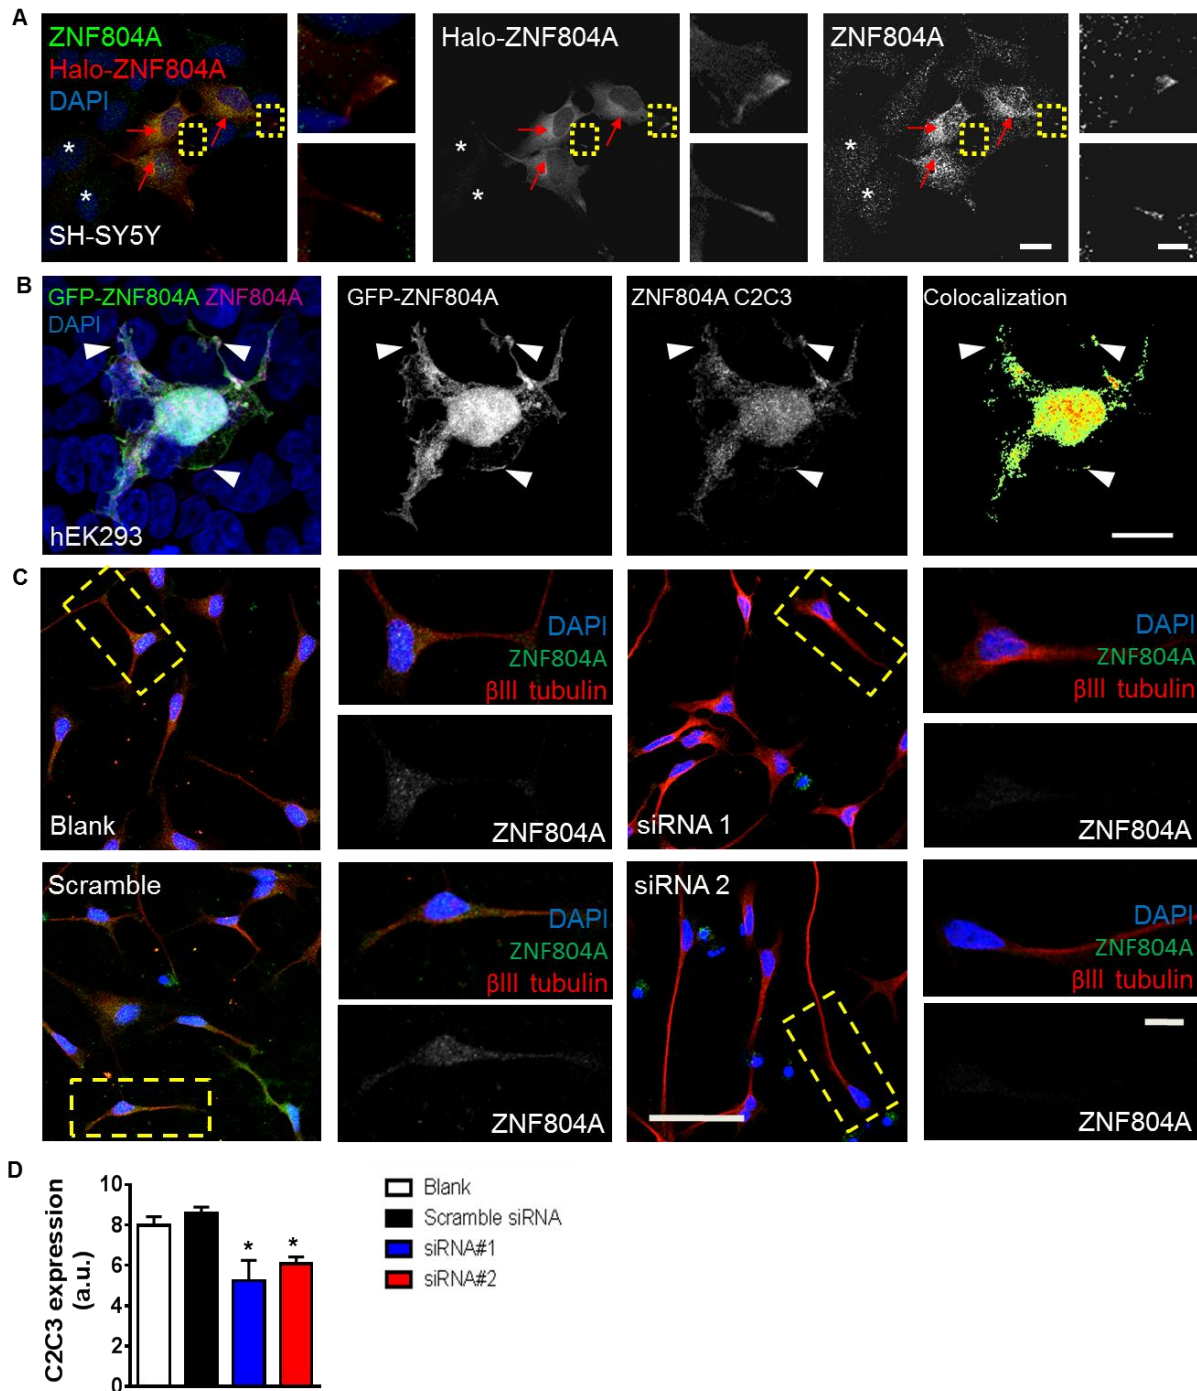 A
ZNF804A
Halo-ZNF804A
DAPI
*
*
SH-SY5Y
Halo-ZNF804A
*
*
ZNF804A
*
*
B
GFP-ZNF804A ZNF804A
DAPI
hEK293
GFP-ZNF804A
ZNF804A C2C3
Colocalization
C
Blank
DAPI
ZNF804A
βIII tubulin
ZNF804A
siRNA 1
DAPI
ZNF804A
βIII tubulin
ZNF804A
Scramble
DAPI
ZNF804A
βIII tubulin
ZNF804A
siRNA 2
DAPI
ZNF804A
βIII tubulin
ZNF804A
D
C2C3 expression
(a.u.)
10
8
6
4
2
0
*
*
Blank
Scramble siRNA
siRNA#1
siRNA#2